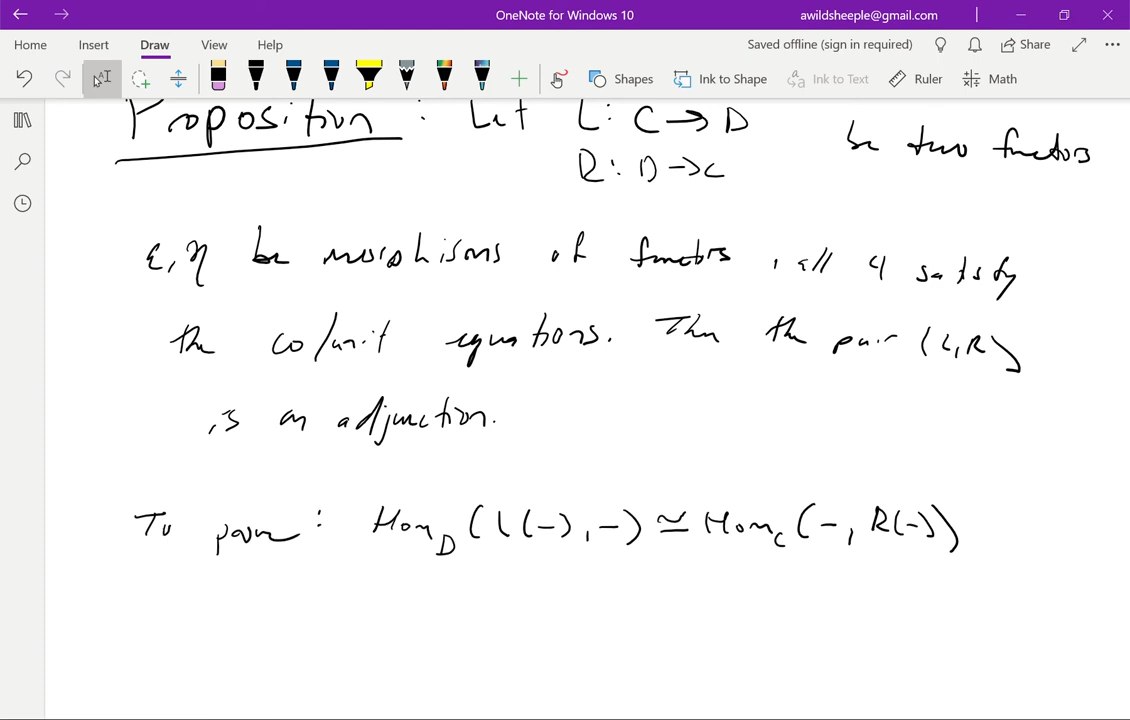 OneNote for Windows 10
awildsheeple@gmail.com
Home Insert Draw View Help
Saved offline (sign in required) Share
Shapes Ink to Shape Ink to Text Ruler Math
Proposition : Let L: C → D be two functors
R: D → C
ε, η be morphisms of functors, all 4 satisfy
the co/unit equations. Then the pair (L, R)
is an adjunction.
To prove: Hom_D (L(-), -) ≃ Hom_C (-, R(-))